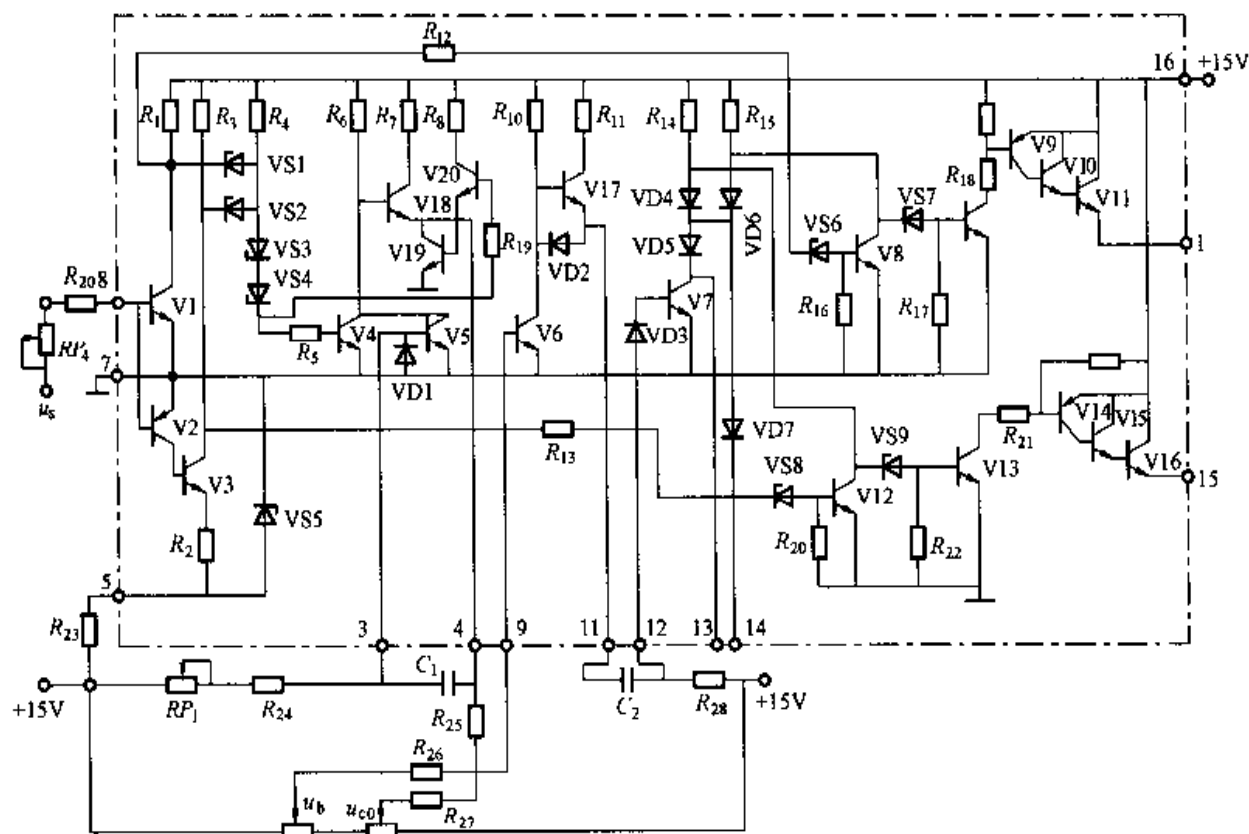 R12
16
+15V
R1
R3
R4
R6
R7
R8
R10
R11
R14
R15
VS1
V20
V9
V10
VS2
V18
V17
VD4
VS7
R18
V11
VS3
VD6
VS6
V8
1
VD5
V19
R19
VD2
VS4
R20 8
V1
V4
V5
V6
V7
R16
R17
RP4
R5
VD3
7
VD1
us
V2
VD7
R21
V14
V15
R13
VS8
VS9
V13
V16
V3
V12
15
VS5
R2
R20
R22
5
R23
3
4
9
11
12
13
14
C1
+15V
RP1
R24
R25
C2
R28
+15V
R26
ub
uc0
R27